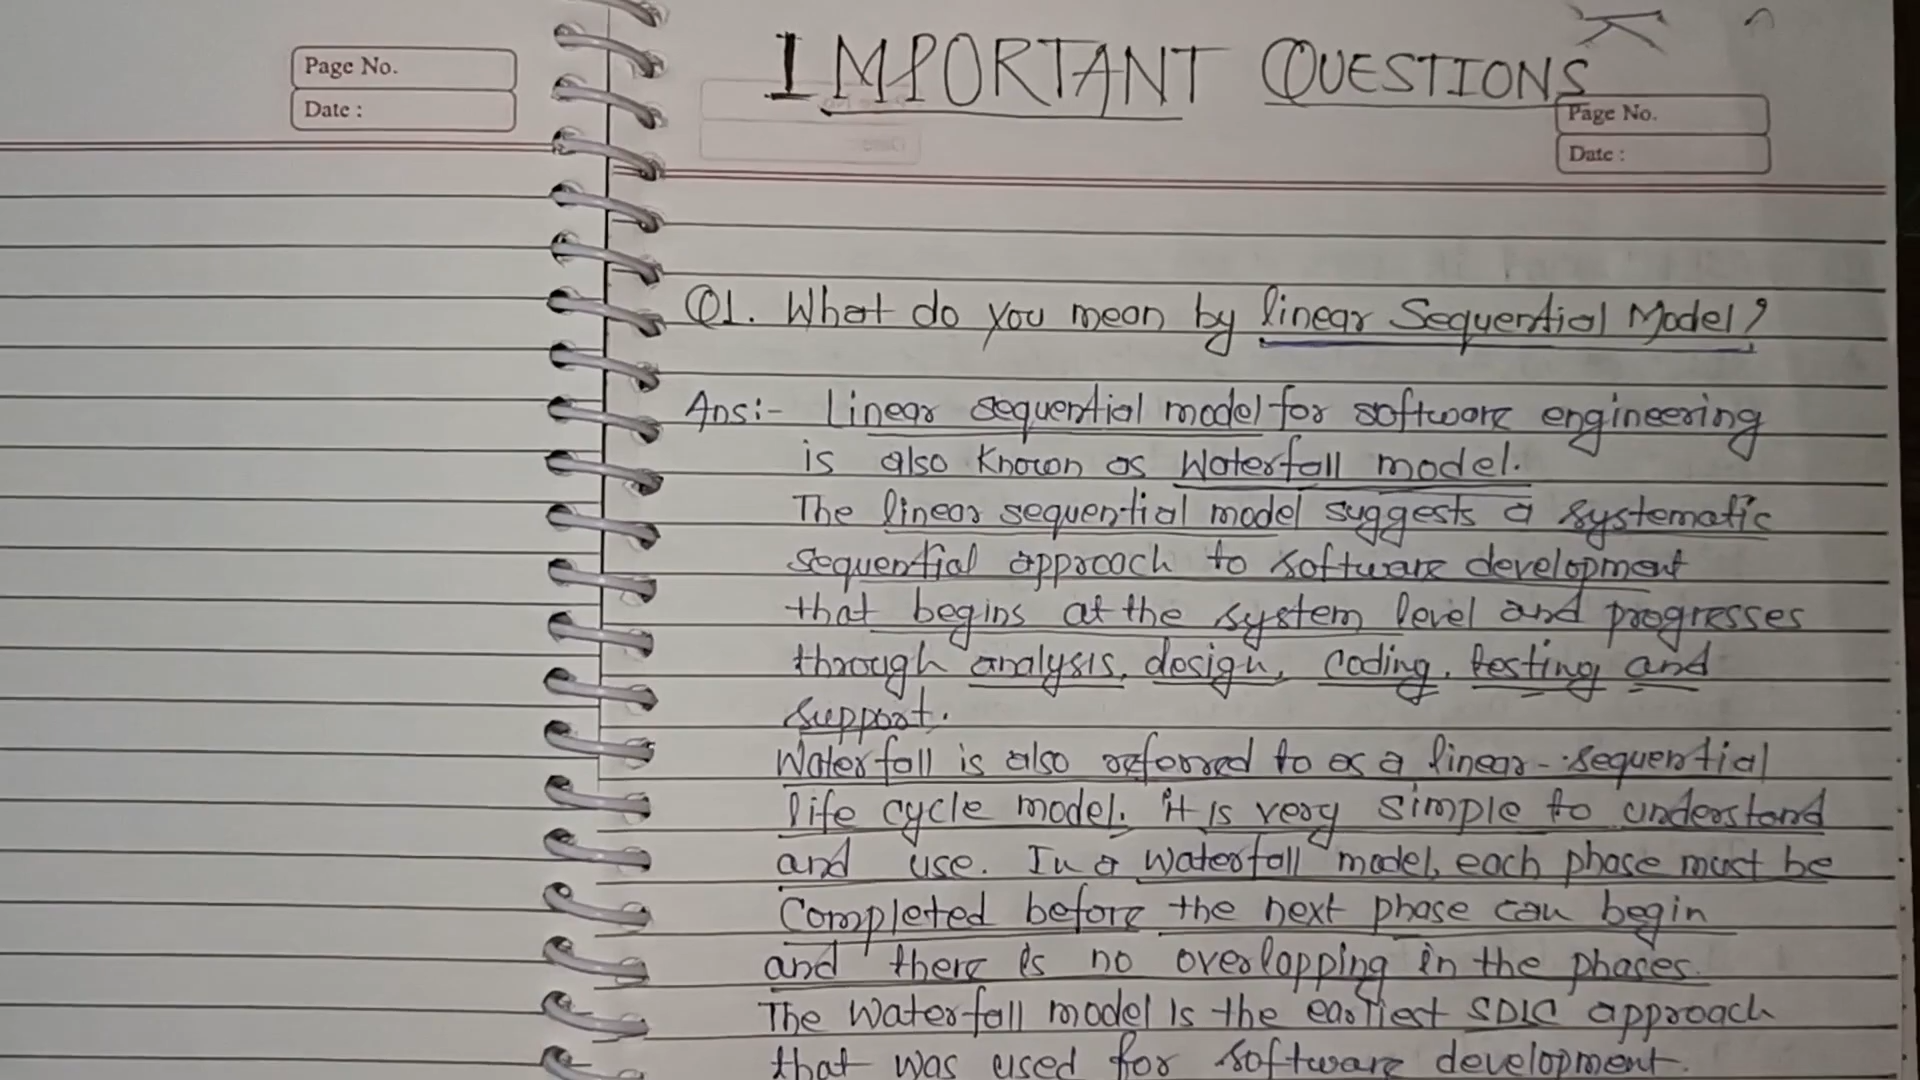 Page No.
Date :
IMPORTANT QUESTIONS
Page No.
Date :
Q1. What do you mean by linear Sequential Model?
Ans:- Linear sequential model for software engineering
is also Known as Waterfall model.
The linear sequential model suggests a systematic
sequential approach to software development
that begins at the system level and progresses
through analysis, design, coding, testing and
support.
Waterfall is also referred to as a linear-sequential
life cycle model. it is very simple to understand
and use. In a waterfall model, each phase must be
Completed before the next phase can begin
and there is no overlapping in the phases.
The Waterfall model is the earliest SDLC approach
that was used for software development.